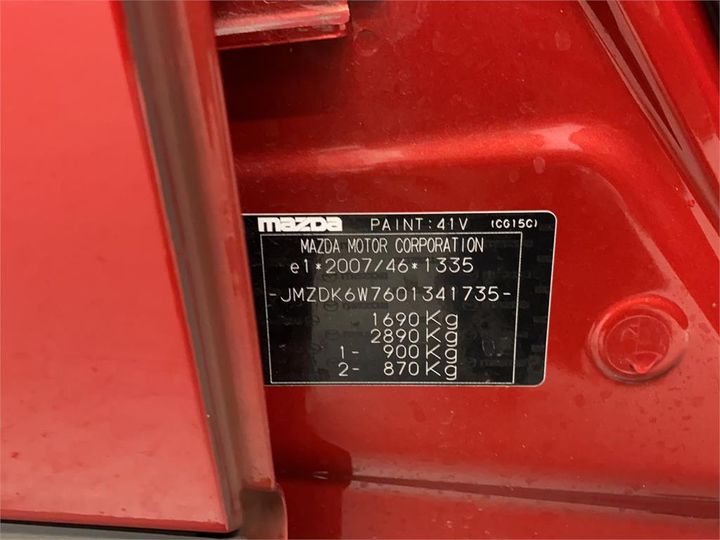 mazda PAINT:41V (CG15C)
MAZDA MOTOR CORPORATION
e1*2007/46*1335
-JMZDK6W7601341735-
1690Kg
2890Kg
1- 900Kg
2- 870Kg